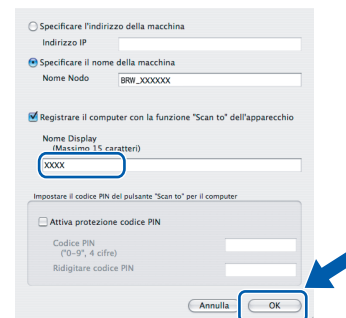 Specificare l'indirizzo della macchina
Indirizzo IP
Specificare il nome della macchina
Nome Nodo BRW_XXXXXX
Registrare il computer con la funzione "Scan to" dell'apparecchio
Nome Display
(Massimo 15 caratteri)
XXXX
Impostare il codice PIN del pulsante "Scan to" per il computer
Attiva protezione codice PIN
Codice PIN
("0–9", 4 cifre)
Ridigitare codice PIN
Annulla OK